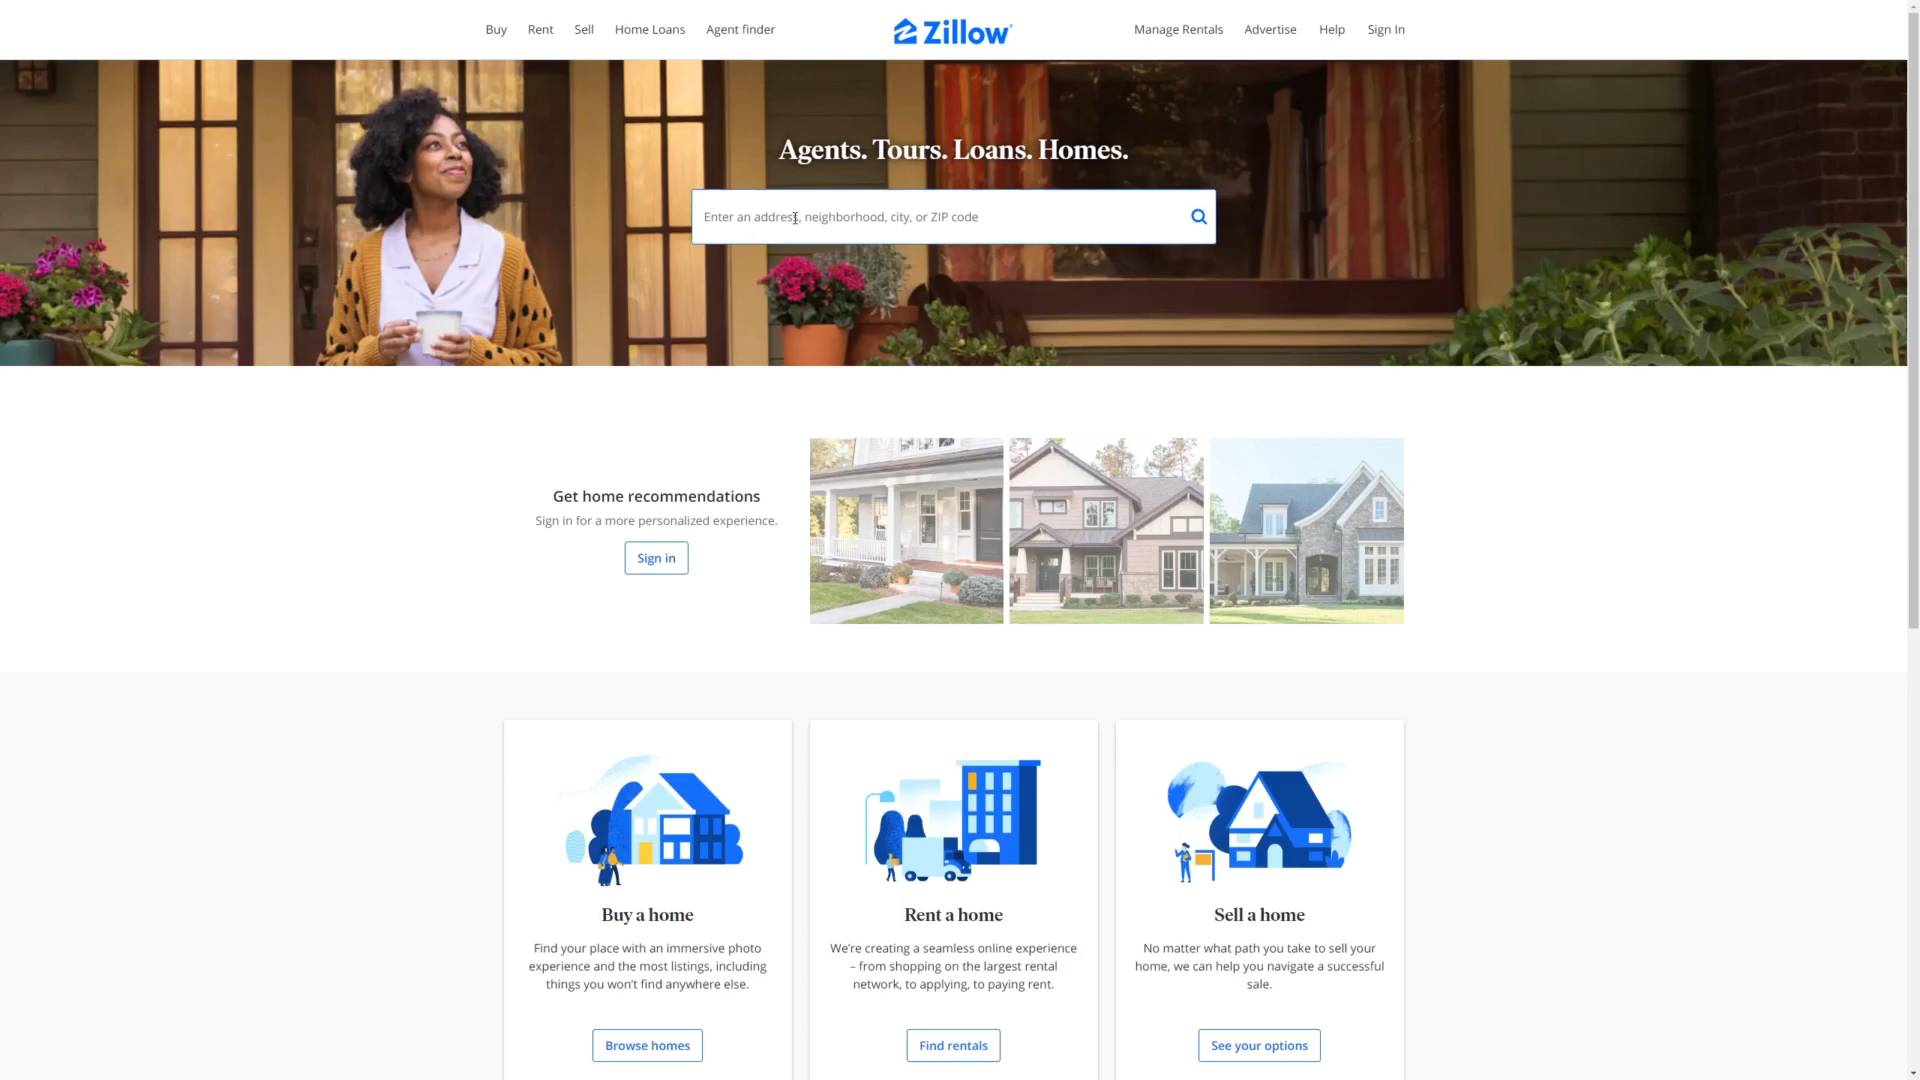 Buy Rent Sell Home Loans Agent finder Zillow Manage Rentals Advertise Help Sign In
Agents. Tours. Loans. Homes.
Enter an address, neighborhood, city, or ZIP code
Get home recommendations
Sign in for a more personalized experience.
Sign in
Buy a home
Find your place with an immersive photo
experience and the most listings, including
things you won’t find anywhere else.
Browse homes
Rent a home
We’re creating a seamless online experience
– from shopping on the largest rental
network, to applying, to paying rent.
Find rentals
Sell a home
No matter what path you take to sell your
home, we can help you navigate a successful
sale.
See your options